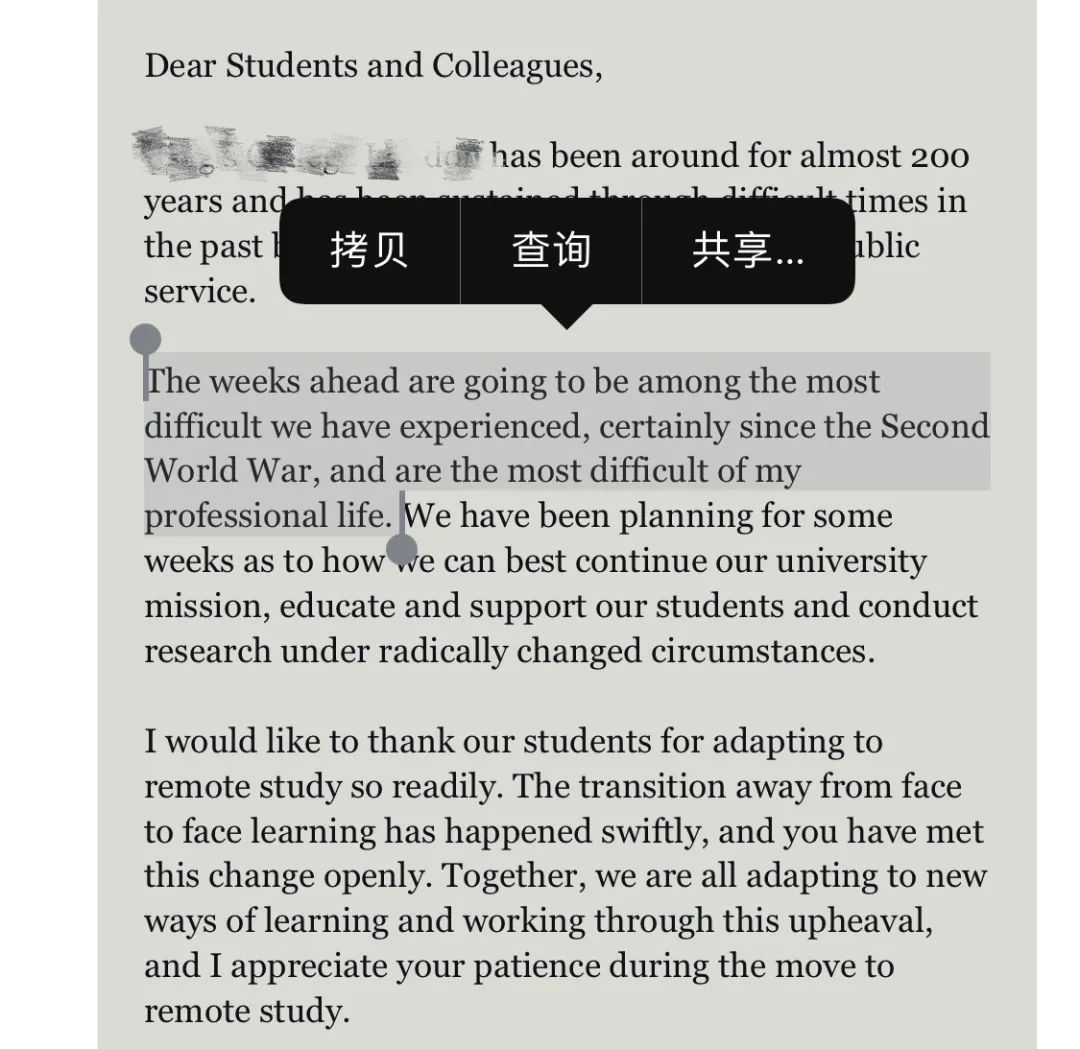 Dear Students and Colleagues,
has been around for almost 200
years and has been sustained through difficult times in
the past
service.
拷贝 查询 共享...
The weeks ahead are going to be among the most
difficult we have experienced, certainly since the Second
World War, and are the most difficult of my
professional life. We have been planning for some
weeks as to how we can best continue our university
mission, educate and support our students and conduct
research under radically changed circumstances.
I would like to thank our students for adapting to
remote study so readily. The transition away from face
to face learning has happened swiftly, and you have met
this change openly. Together, we are all adapting to new
ways of learning and working through this upheaval,
and I appreciate your patience during the move to
remote study.